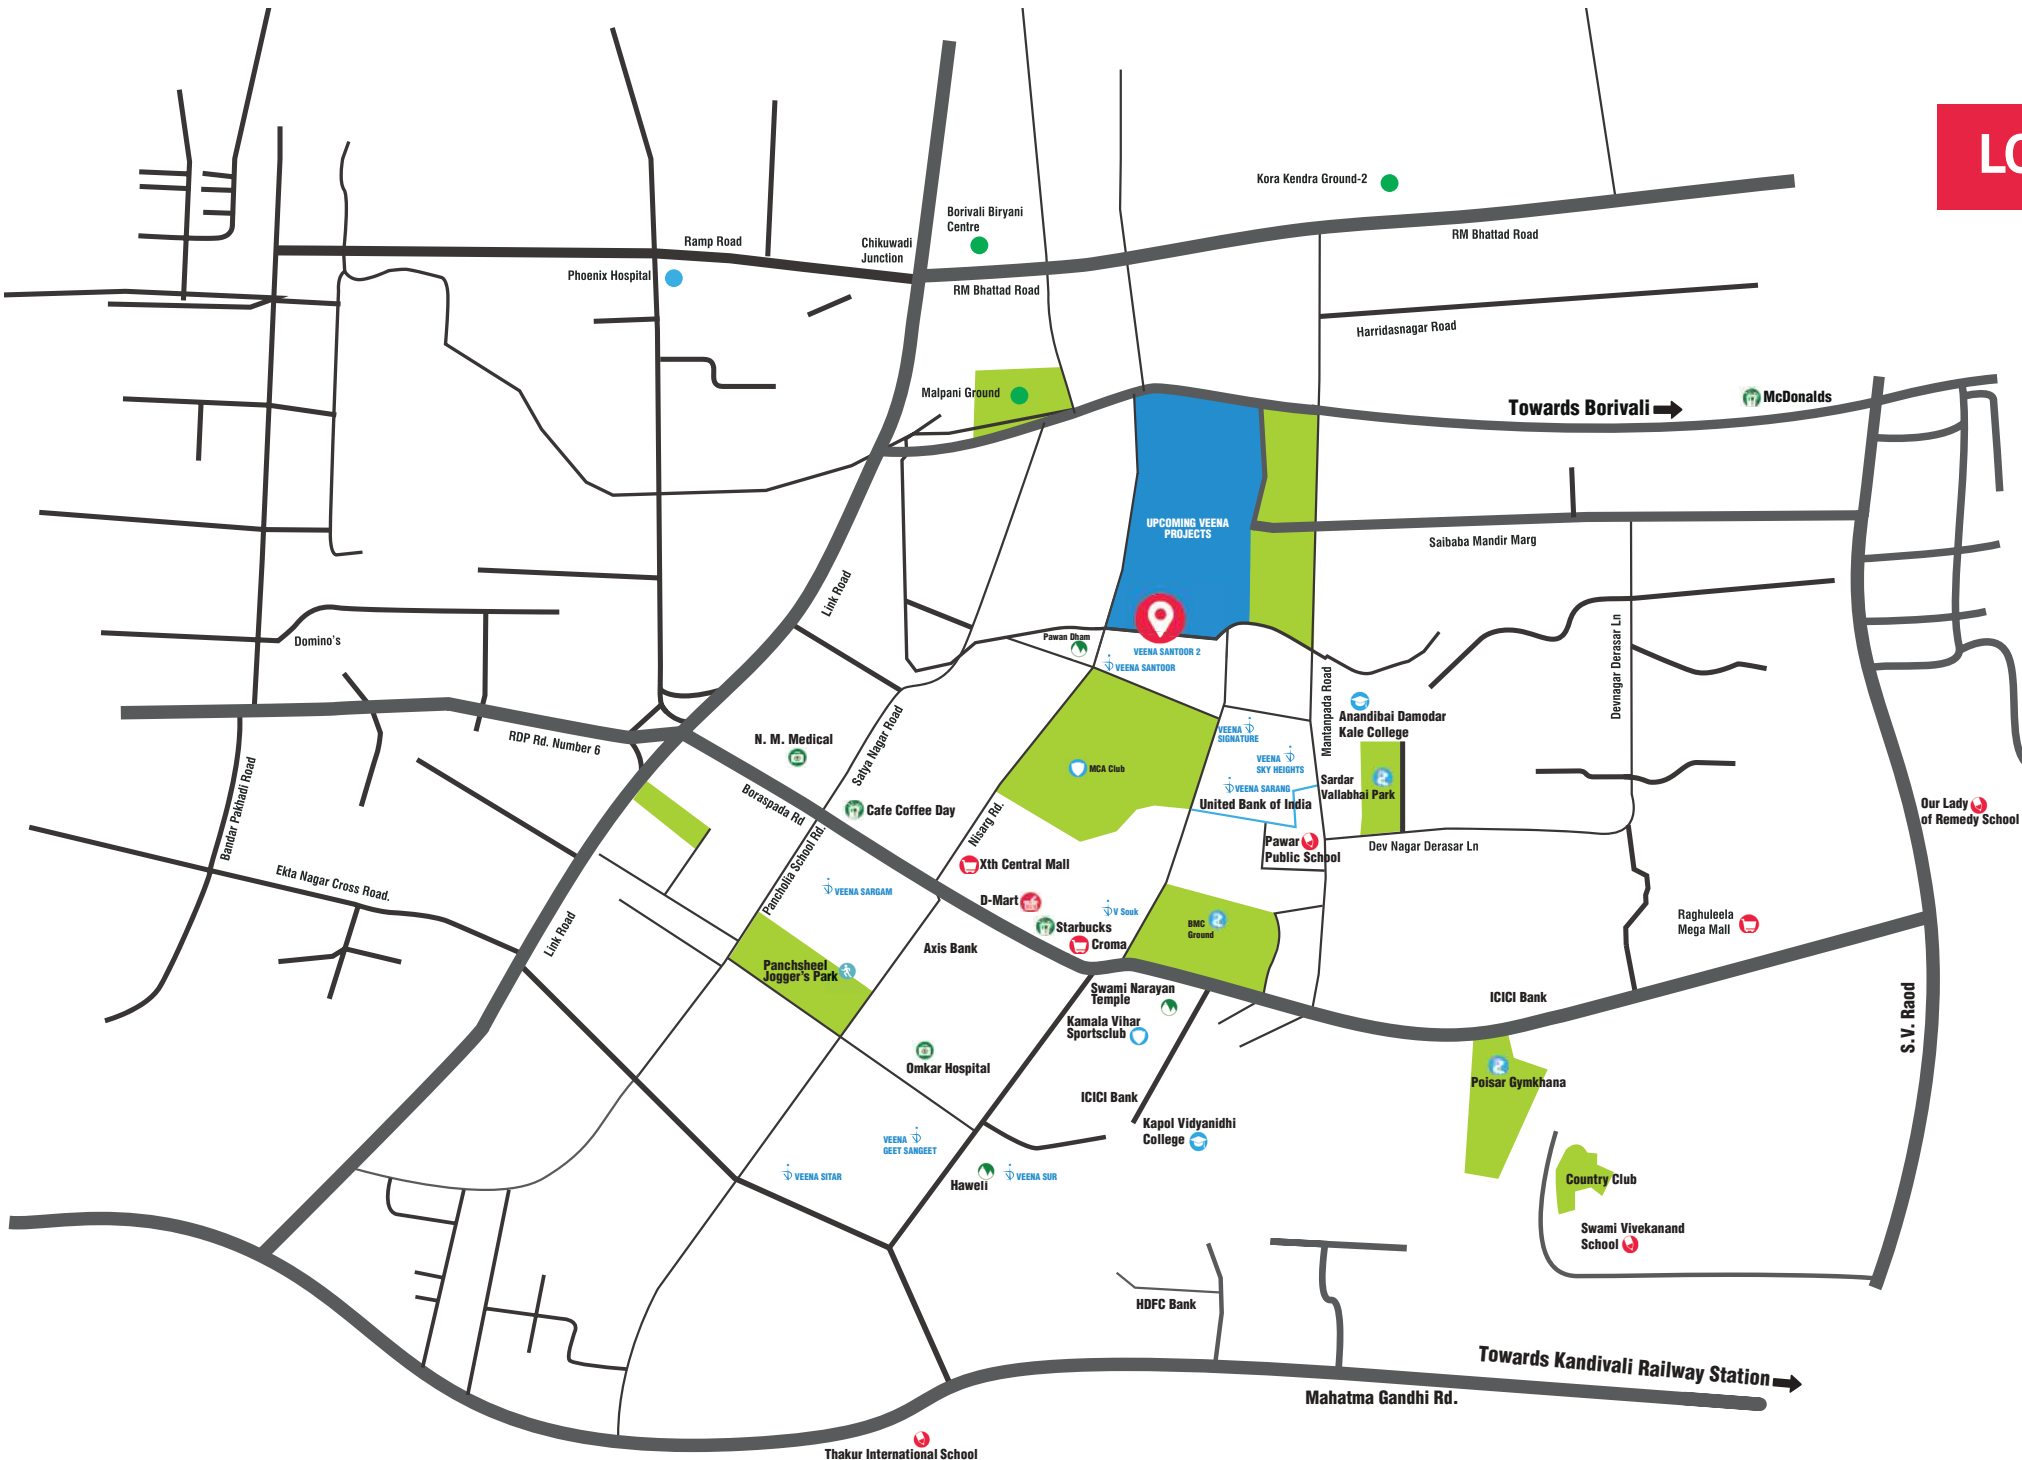 LO
Kora Kendra Ground-2
Borivali Biryani
Centre
RM Bhattad Road
Ramp Road
Chikuwadi
Junction
Phoenix Hospital
RM Bhattad Road
Harridasnagar Road
Malpani Ground
Towards Borivali
McDonalds
UPCOMING VEENA
PROJECTS
Saibaba Mandir Marg
Link Road
Domino's
Pawan Dham
VEENA SANTOOR 2
VEENA SANTOOR
Devnagar Derasar Ln
Mantanpada Road
Anandibai Damodar
Kale College
RDP Rd. Number 6
N. M. Medical
Satya Nagar Road
VEENA
SIGNATURE
VEENA
SKY HEIGHTS
MCA Club
VEENA SARANG
United Bank of India
Sardar
Vallabhai Park
Bandar Pakhadi Road
Boraspada Rd
Cafe Coffee Day
Nisarg Rd.
Our Lady
of Remedy School
Pawar
Public School
Dev Nagar Derasar Ln
Ekta Nagar Cross Road.
Pancholia School Rd.
Xth Central Mall
VEENA SARGAM
D-Mart
V Souk
Starbucks
Croma
BMC
Ground
Raghuleela
Mega Mall
Link Road
Axis Bank
Panchsheel
Jogger's Park
Swami Narayan
Temple
ICICI Bank
S.V. Raod
Kamala Vihar
Sportsclub
Omkar Hospital
Poisar Gymkhana
ICICI Bank
Kapol Vidyanidhi
College
VEENA
GEET SANGEET
VEENA SITAR
Haweli
VEENA SUR
Country Club
Swami Vivekanand
School
HDFC Bank
Towards Kandivali Railway Station
Mahatma Gandhi Rd.
Thakur International School